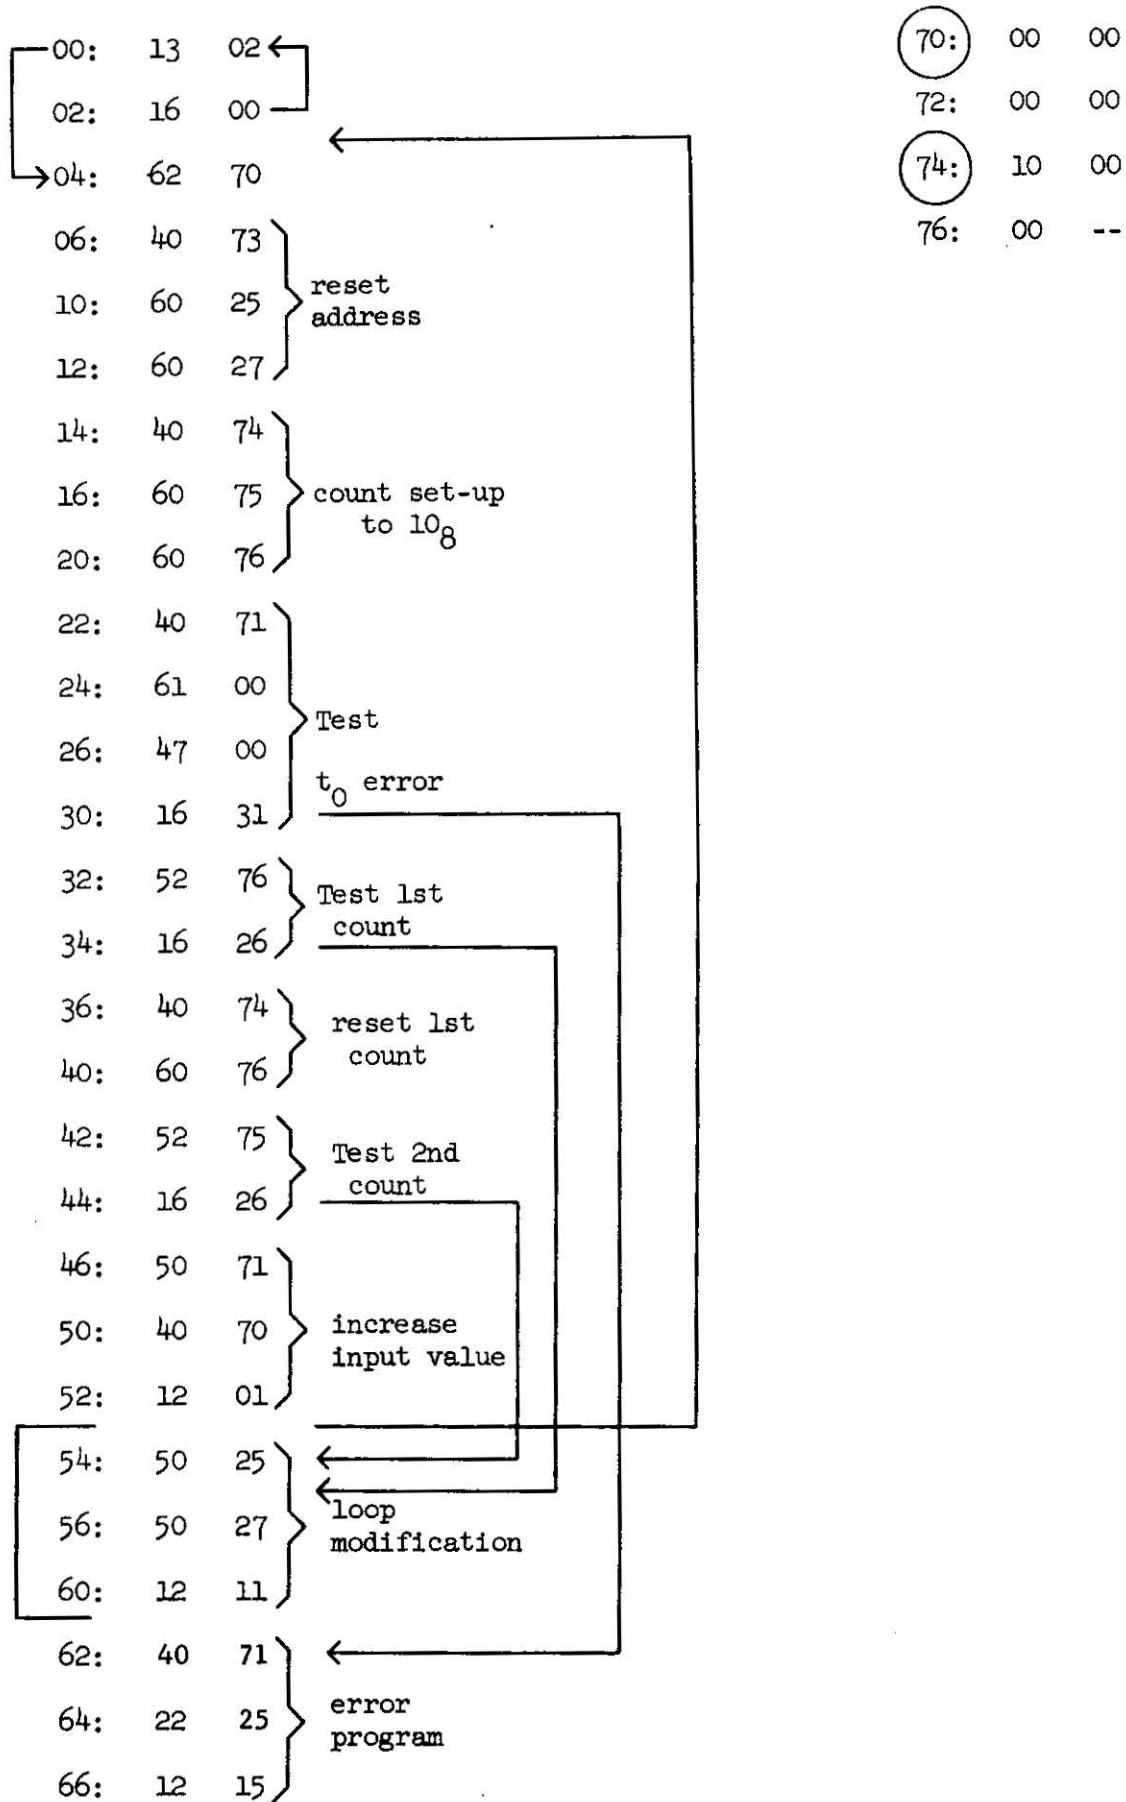 00: 13 02
02: 16 00
04: 62 70
06: 40 73
10: 60 25
12: 60 27
reset
address
14: 40 74
16: 60 75
20: 60 76
count set-up
to 10₈
22: 40 71
24: 61 00
26: 47 00
30: 16 31
Test
t₀ error
32: 52 76
34: 16 26
Test 1st
count
36: 40 74
40: 60 76
reset 1st
count
42: 52 75
44: 16 26
Test 2nd
count
46: 50 71
50: 40 70
52: 12 01
increase
input value
54: 50 25
56: 50 27
60: 12 11
loop
modification
62: 40 71
64: 22 25
66: 12 15
error
program
70: 00 00
72: 00 00
74: 10 00
76: 00 --